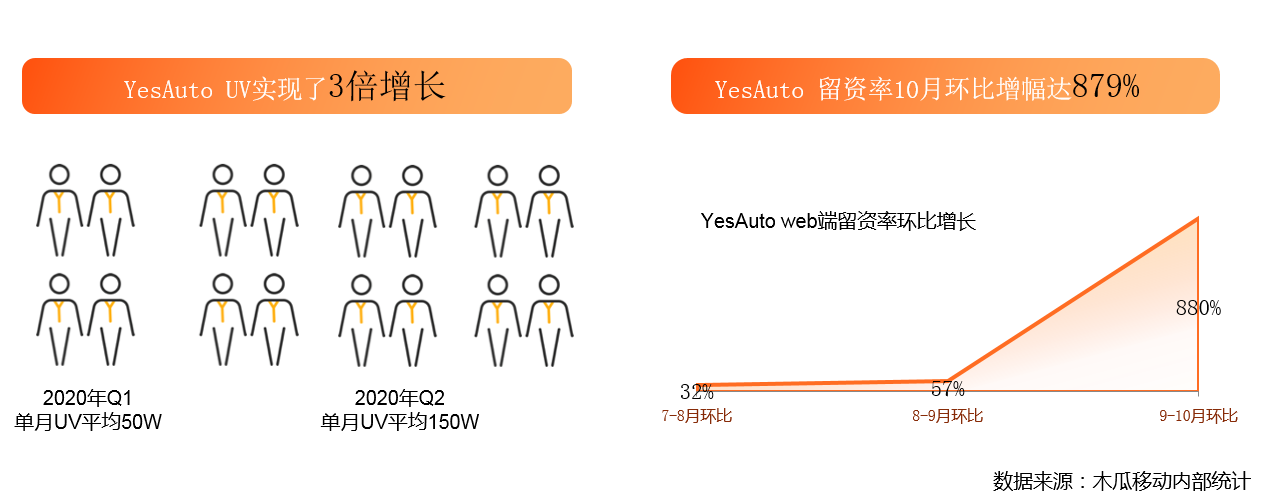 YesAuto UV实现了3倍增长
YesAuto 留资率10月环比增幅达879%
2020年Q1
单月UV平均50W
2020年Q2
单月UV平均150W
YesAuto web端留资率环比增长
32%
57%
880%
7-8月环比
8-9月环比
9-10月环比
数据来源：木瓜移动内部统计